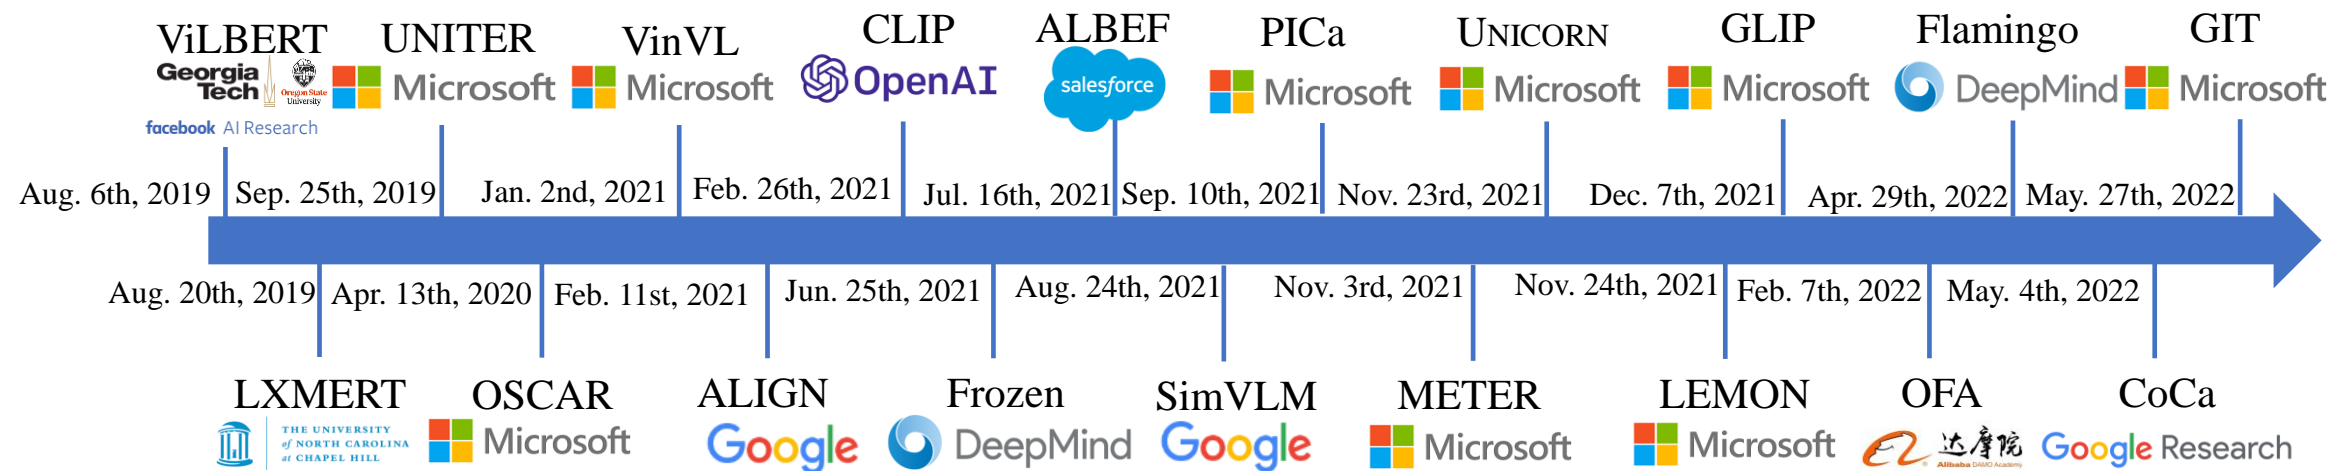 ViLBERT UNITER VinVL CLIP ALBEF PICa UNICORN GLIP Flamingo GIT
Georgia Tech Oregon State University Microsoft Microsoft OpenAI salesforce Microsoft Microsoft Microsoft DeepMind Microsoft
facebook AI Research
Aug. 6th, 2019 Sep. 25th, 2019 Jan. 2nd, 2021 Feb. 26th, 2021 Jul. 16th, 2021 Sep. 10th, 2021 Nov. 23rd, 2021 Dec. 7th, 2021 Apr. 29th, 2022 May. 27th, 2022
Aug. 20th, 2019 Apr. 13th, 2020 Feb. 11st, 2021 Jun. 25th, 2021 Aug. 24th, 2021 Nov. 3rd, 2021 Nov. 24th, 2021 Feb. 7th, 2022 May. 4th, 2022
LXMERT OSCAR ALIGN Frozen SimVLM METER LEMON OFA CoCa
THE UNIVERSITY of NORTH CAROLINA at CHAPEL HILL Microsoft Google DeepMind Google Microsoft Microsoft 达摩院 Alibaba DAMO Academy Google Research